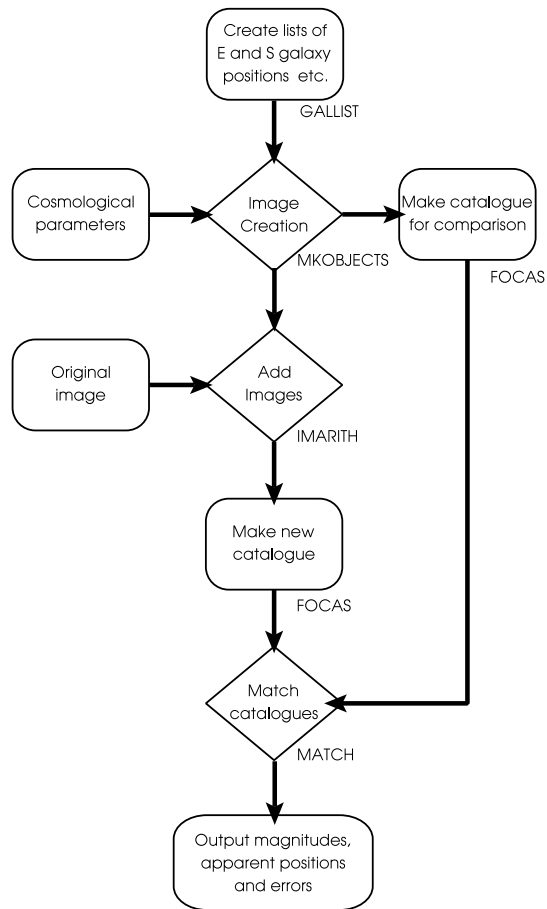 Create lists of
E and S galaxy
positions etc.
GALLIST
Cosmological
parameters
Image
Creation
MKOBJECTS
Make catalogue
for comparison
FOCAS
Original
image
Add
Images
IMARITH
Make new
catalogue
FOCAS
Match
catalogues
MATCH
Output magnitudes,
apparent positions
and errors